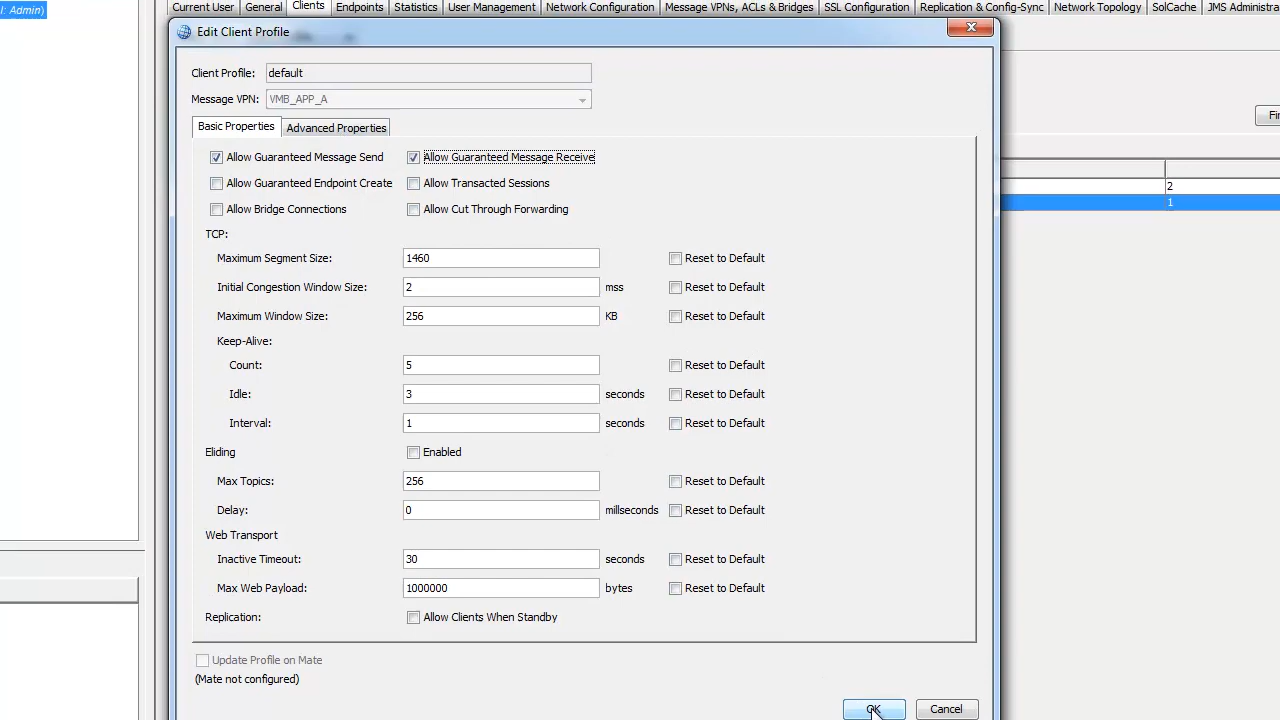 l: Admin)
Current User General Clients Endpoints Statistics User Management Network Configuration Message VPNs ACLs & Bridges SSL Configuration Replication & Config-Sync Network Topology SolCache JMS Administra
Edit Client Profile
Client Profile: default
Message VPN: VMB_APP_A
Fi
Basic Properties Advanced Properties
Allow Guaranteed Message Send Allow Guaranteed Message Receive
Allow Guaranteed Endpoint Create Allow Transacted Sessions
2
1
Allow Bridge Connections Allow Cut Through Forwarding
TCP:
Maximum Segment Size: 1460 Reset to Default
Initial Congestion Window Size: 2 mss Reset to Default
Maximum Window Size: 256 KB Reset to Default
Keep-Alive:
Count: 5 Reset to Default
Idle: 3 seconds Reset to Default
Interval: 1 seconds Reset to Default
Eliding Enabled
Max Topics: 256 Reset to Default
Delay: 0 millseconds Reset to Default
Web Transport
Inactive Timeout: 30 seconds Reset to Default
Max Web Payload: 1000000 bytes Reset to Default
Replication: Allow Clients When Standby
Update Profile on Mate
(Mate not configured)
OK Cancel